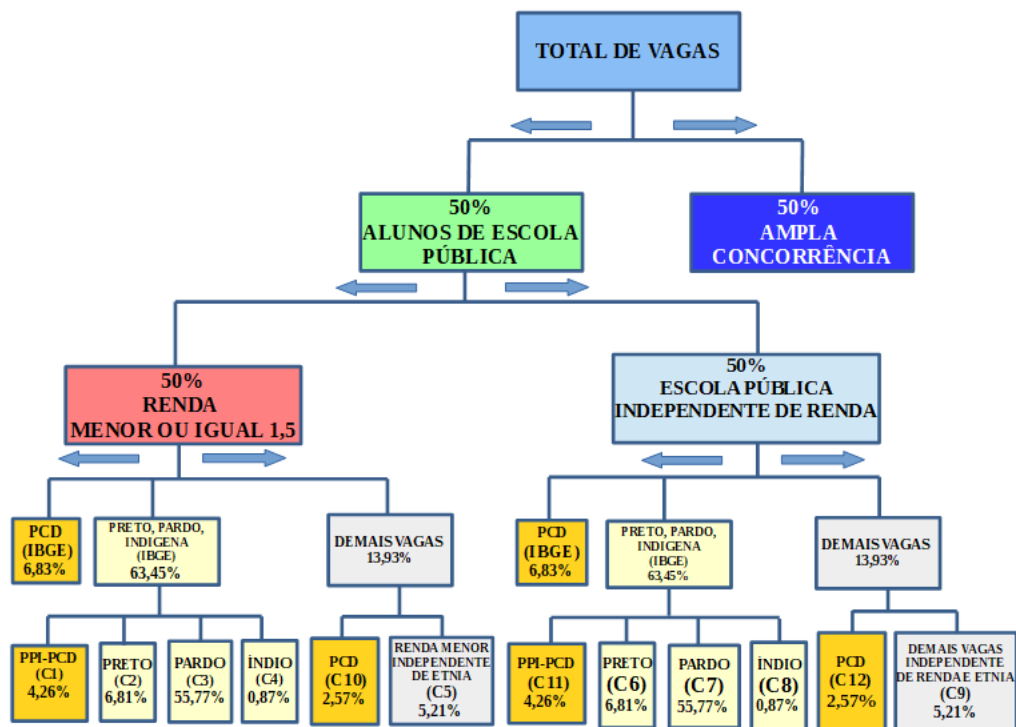 TOTAL DE VAGAS
50%
ALUNOS DE ESCOLA
PÚBLICA
50%
AMPLA
CONCORRÊNCIA
50%
RENDA
MENOR OU IGUAL 1,5
50%
ESCOLA PÚBLICA
INDEPENDENTE DE RENDA
PCD
(IBGE)
6,83%
PRETO, PARDO,
INDIGENA
(IBGE)
63,45%
DEMAIS VAGAS
13,93%
PCD
(IBGE)
6,83%
PRETO, PARDO,
INDIGENA
(IBGE)
63,45%
DEMAIS VAGAS
13,93%
PPI-PCD
(C1)
4,26%
PRETO
(C2)
6,81%
PARDO
(C3)
55,77%
ÍNDIO
(C4)
0,87%
PCD
(C10)
2,57%
RENDA MENOR
INDEPENDENTE
DE ETNIA
(C5)
5,21%
PPI-PCD
(C11)
4,26%
PRETO
(C6)
6,81%
PARDO
(C7)
55,77%
ÍNDIO
(C8)
0,87%
PCD
(C12)
2,57%
DEMAIS VAGAS
INDEPENDENTE
DE RENDA E ETNIA
(C9)
5,21%